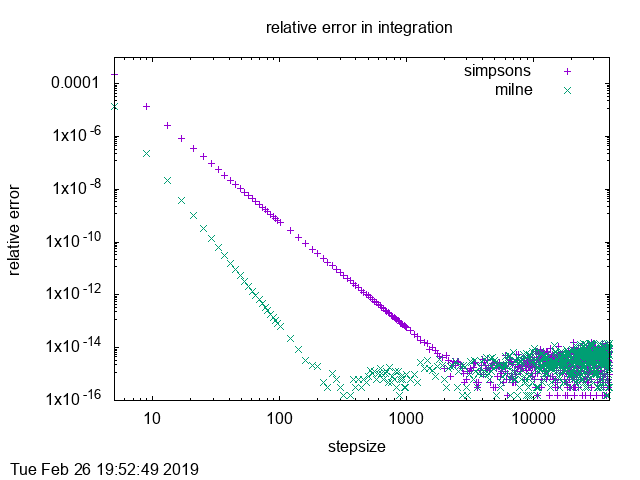 relative error in integration
simpsons
milne
0.0001
1x10-6
1x10-8
1x10-10
1x10-12
1x10-14
1x10-16
relative error
10
100
1000
10000
stepsize
Tue Feb 26 19:52:49 2019